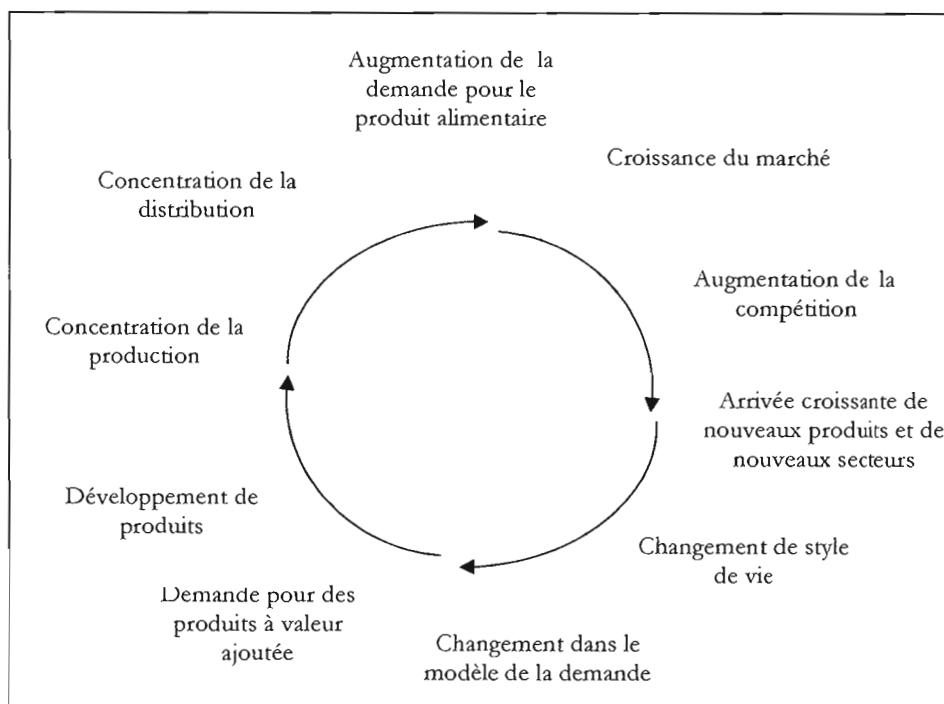 Augmentation de la
demande pour le
produit alimentaire
Croissance du marché
Augmentation de la
compétition
Arrivée croissante de
nouveaux produits et de
nouveaux secteurs
Changement de style
de vie
Changement dans le
modèle de la demande
Demande pour des
produits à valeur
ajoutée
Développement de
produits
Concentration de la
production
Concentration de la
distribution